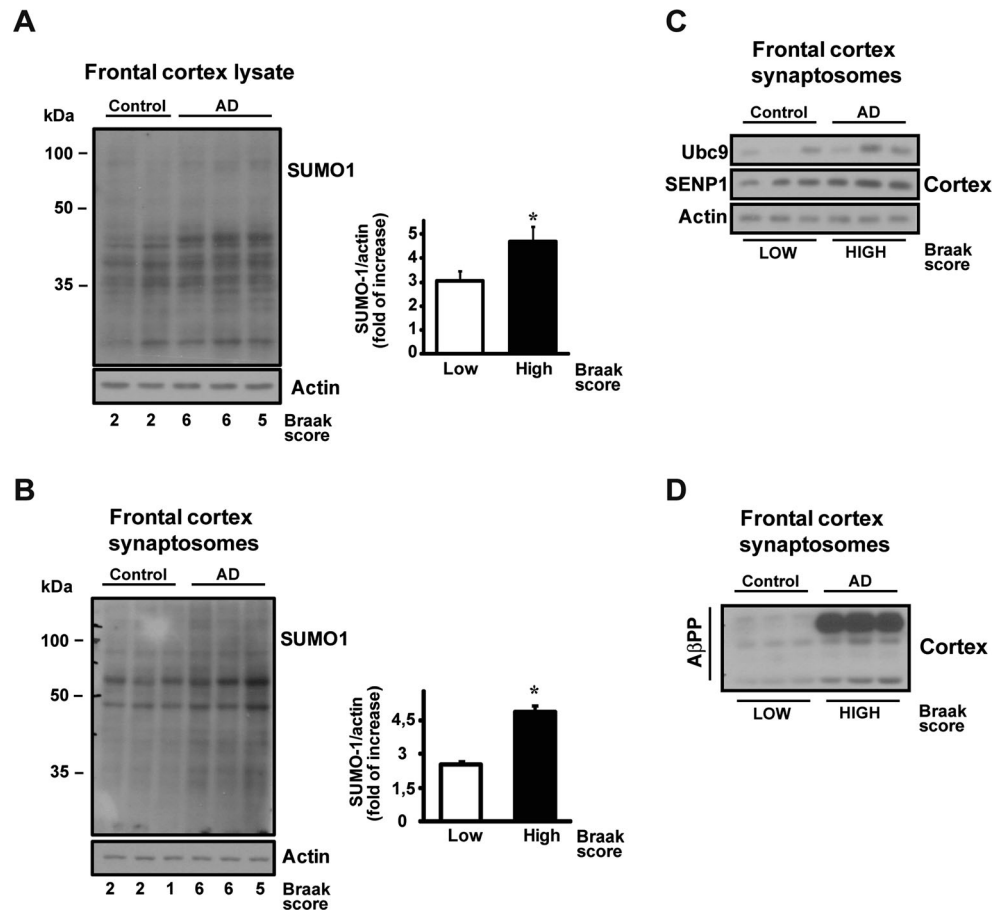 A
Frontal cortex lysate
kDa
Control AD
100 –
50 –
35 –
SUMO1
Actin
2 2 6 6 5 Braak
score
SUMO-1/actin
(fold of increase)
5
4
3
2
1
0
Low High Braak
score
B
Frontal cortex
synaptosomes
kDa
Control AD
100 –
50 –
35 –
SUMO1
Actin
2 2 1 6 6 5 Braak
score
SUMO-1/actin
(fold of increase)
*
4,5
3
1,5
0
Low High Braak
score
C
Frontal cortex
synaptosomes
Control AD
Ubc9
SENP1 Cortex
Actin
LOW HIGH Braak
score
D
Frontal cortex
synaptosomes
Control AD
AβPP
Cortex
LOW HIGH Braak
score